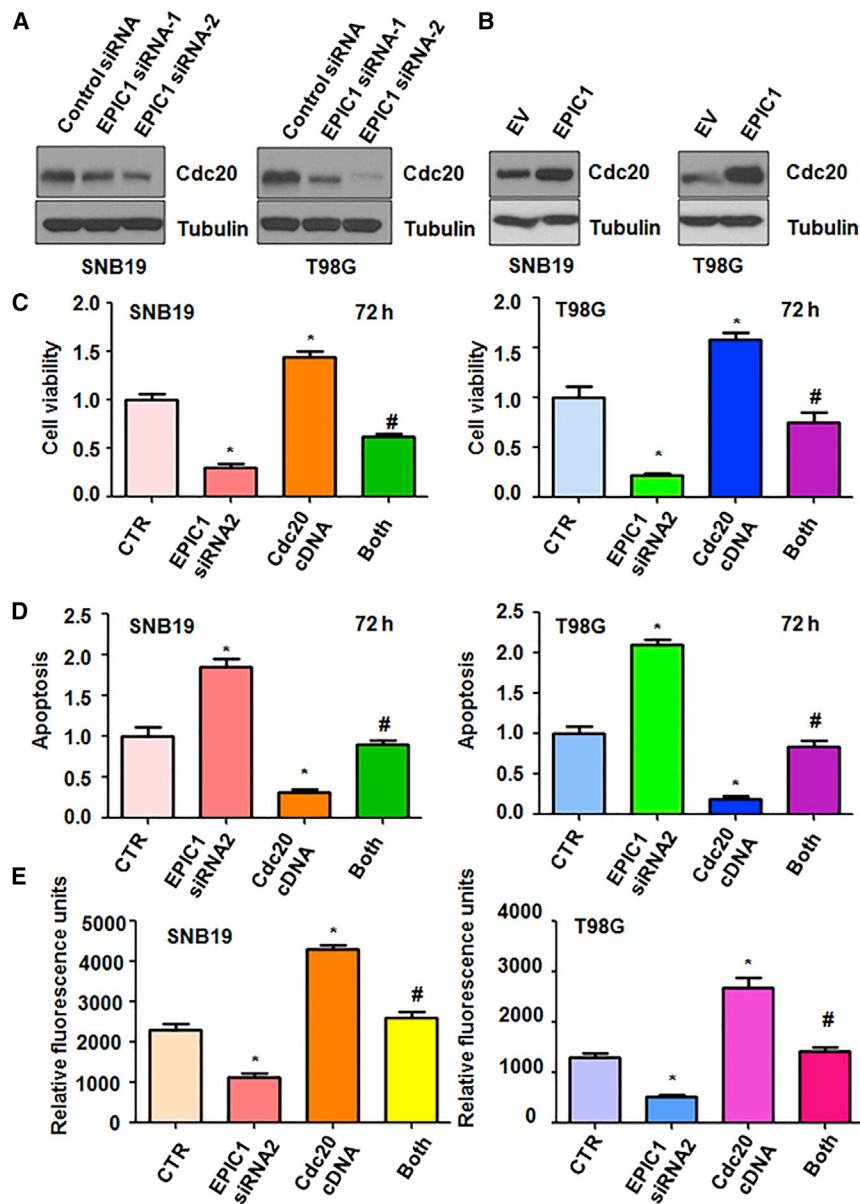 A
Control siRNA
EPIC1 siRNA-1
EPIC1 siRNA-2
Control siRNA
EPIC1 siRNA-1
EPIC1 siRNA-2
Cdc20
Cdc20
Tubulin
Tubulin
SNB19
T98G
B
EV
EPIC1
EV
EPIC1
Cdc20
Cdc20
Tubulin
Tubulin
SNB19
T98G
C
SNB19
72 h
Cell viability
2.0
1.5
1.0
0.5
0.0
*
*
#
CTR
EPIC1
siRNA2
Cdc20
cDNA
Both
T98G
72 h
Cell viability
2.0
1.5
1.0
0.5
0.0
*
*
#
CTR
EPIC1
siRNA2
Cdc20
cDNA
Both
D
SNB19
72 h
Apoptosis
2.5
2.0
1.5
1.0
0.5
0.0
*
*
#
CTR
EPIC1
siRNA2
Cdc20
cDNA
Both
T98G
72 h
Apoptosis
2.5
2.0
1.5
1.0
0.5
0.0
*
*
#
CTR
EPIC1
siRNA2
Cdc20
cDNA
Both
E
SNB19
Relative fluorescence units
5000
4000
3000
2000
1000
0
*
*
#
CTR
EPIC1
siRNA2
Cdc20
cDNA
Both
T98G
Relative fluorescence units
4000
3000
2000
1000
0
*
*
#
CTR
EPIC1
siRNA2
Cdc20
cDNA
Both